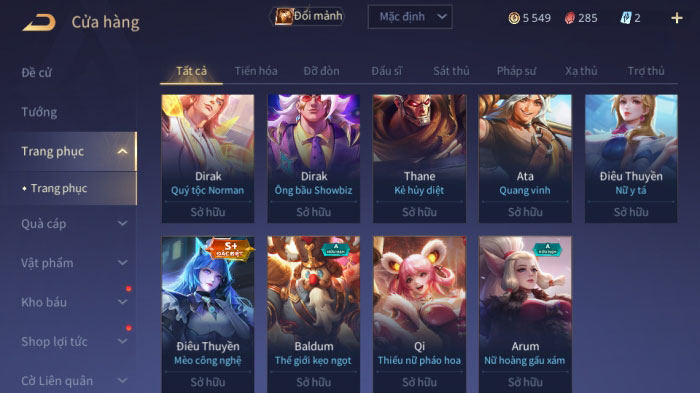 Cửa hàng
Đổi mảnh
Mặc định
5 549
285
2
Đề cử
Tướng
Trang phục
Trang phục
Quà cáp
Vật phẩm
Kho báu
Shop lợi tức
Cờ Liên quân
Tất cả Tiến hóa Đỡ đòn Đấu sĩ Sát thủ Pháp sư Xạ thủ Trợ thủ
Dirak
Quý tộc Norman
Sở hữu
Dirak
Ông bầu Showbiz
Sở hữu
Thane
Kẻ hủy diệt
Sở hữu
Ata
Quang vinh
Sở hữu
Điêu Thuyền
Nữ y tá
Sở hữu
S+
Điêu Thuyền
Mèo công nghệ
Sở hữu
A
Baldum
Thế giới kẹo ngọt
Sở hữu
Qi
Thiếu nữ pháo hoa
Sở hữu
A
Arum
Nữ hoàng gấu xám
Sở hữu